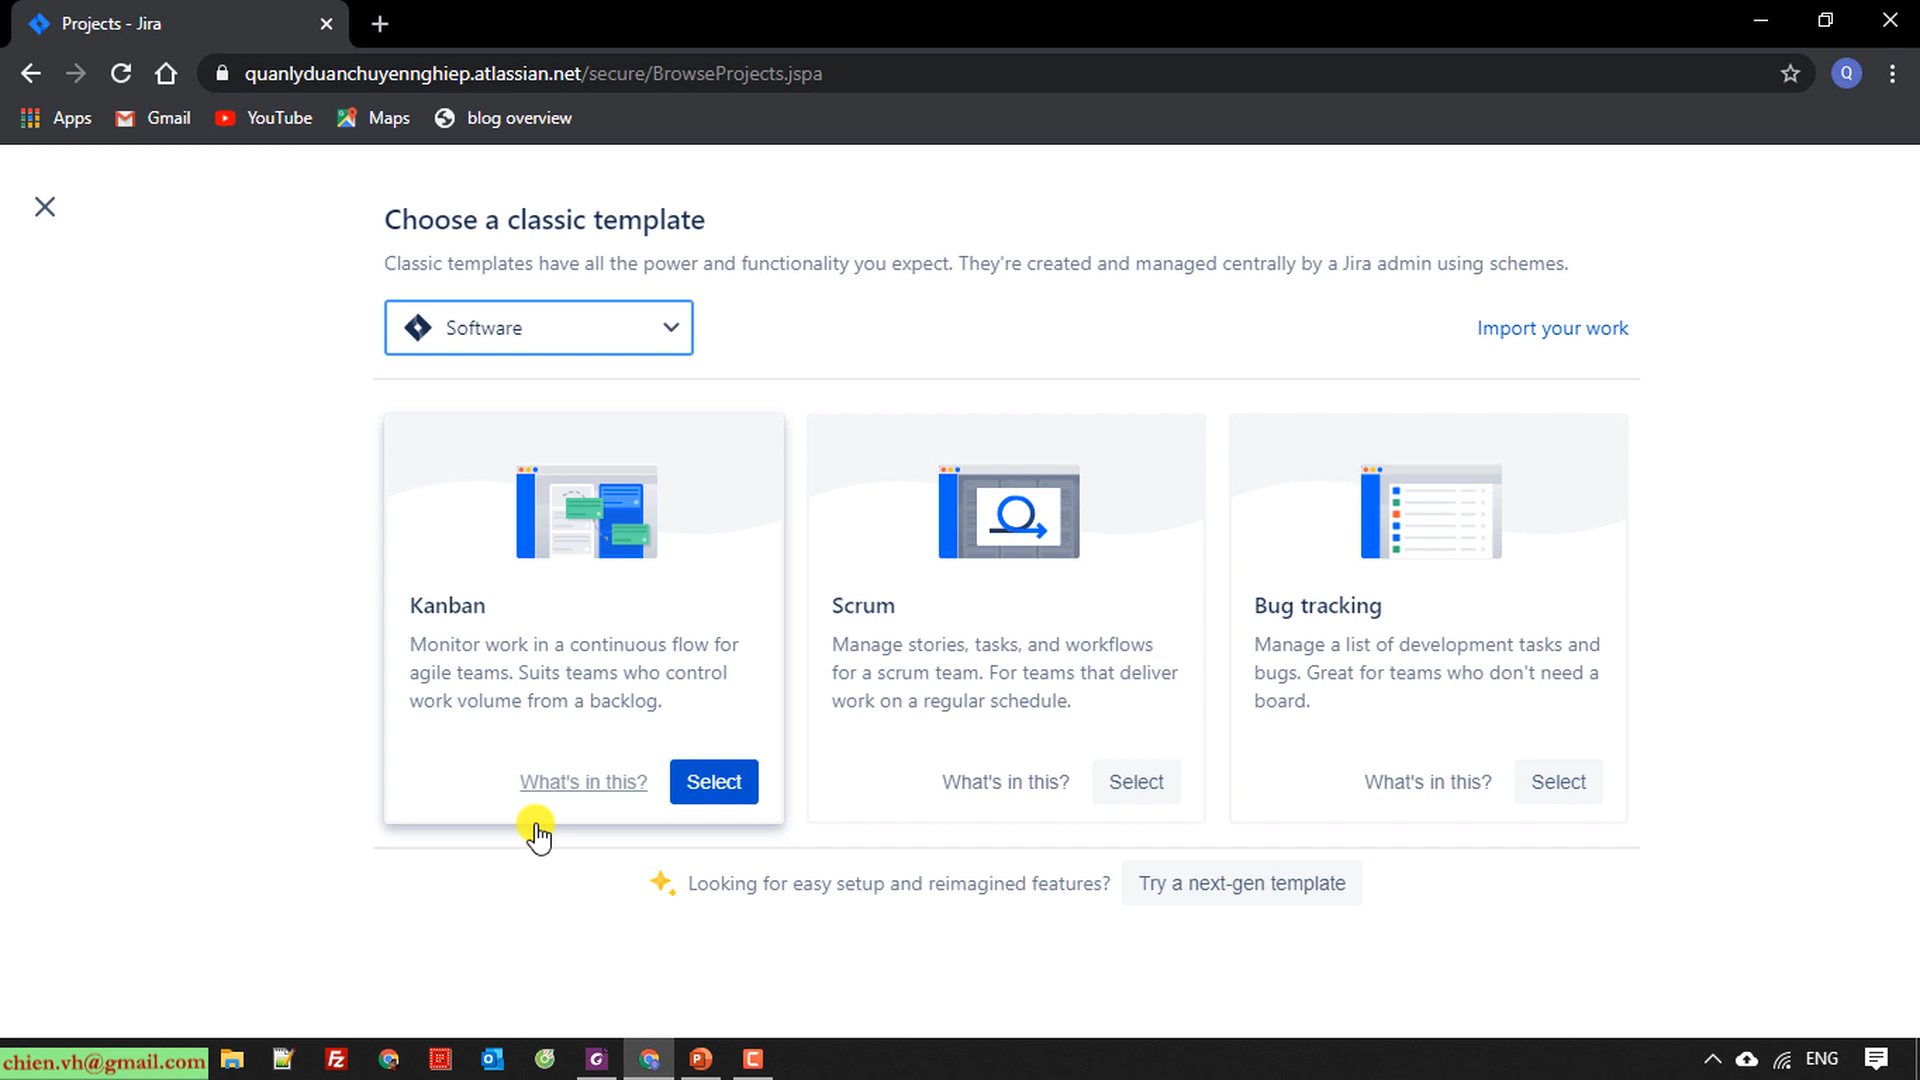 Projects - Jira
quanlyduanchuyennghiep.atlassian.net/secure/BrowseProjects.jspa
Q
Apps
Gmail
YouTube
Maps
blog overview
Choose a classic template
Classic templates have all the power and functionality you expect. They're created and managed centrally by a Jira admin using schemes.
Software
Import your work
Kanban
Monitor work in a continuous flow for
agile teams. Suits teams who control
work volume from a backlog.
What's in this?
Select
Scrum
Manage stories, tasks, and workflows
for a scrum team. For teams that deliver
work on a regular schedule.
What's in this?
Select
Bug tracking
Manage a list of development tasks and
bugs. Great for teams who don't need a
board.
What's in this?
Select
Looking for easy setup and reimagined features?
Try a next-gen template
chien.vh@gmail.com
ENG